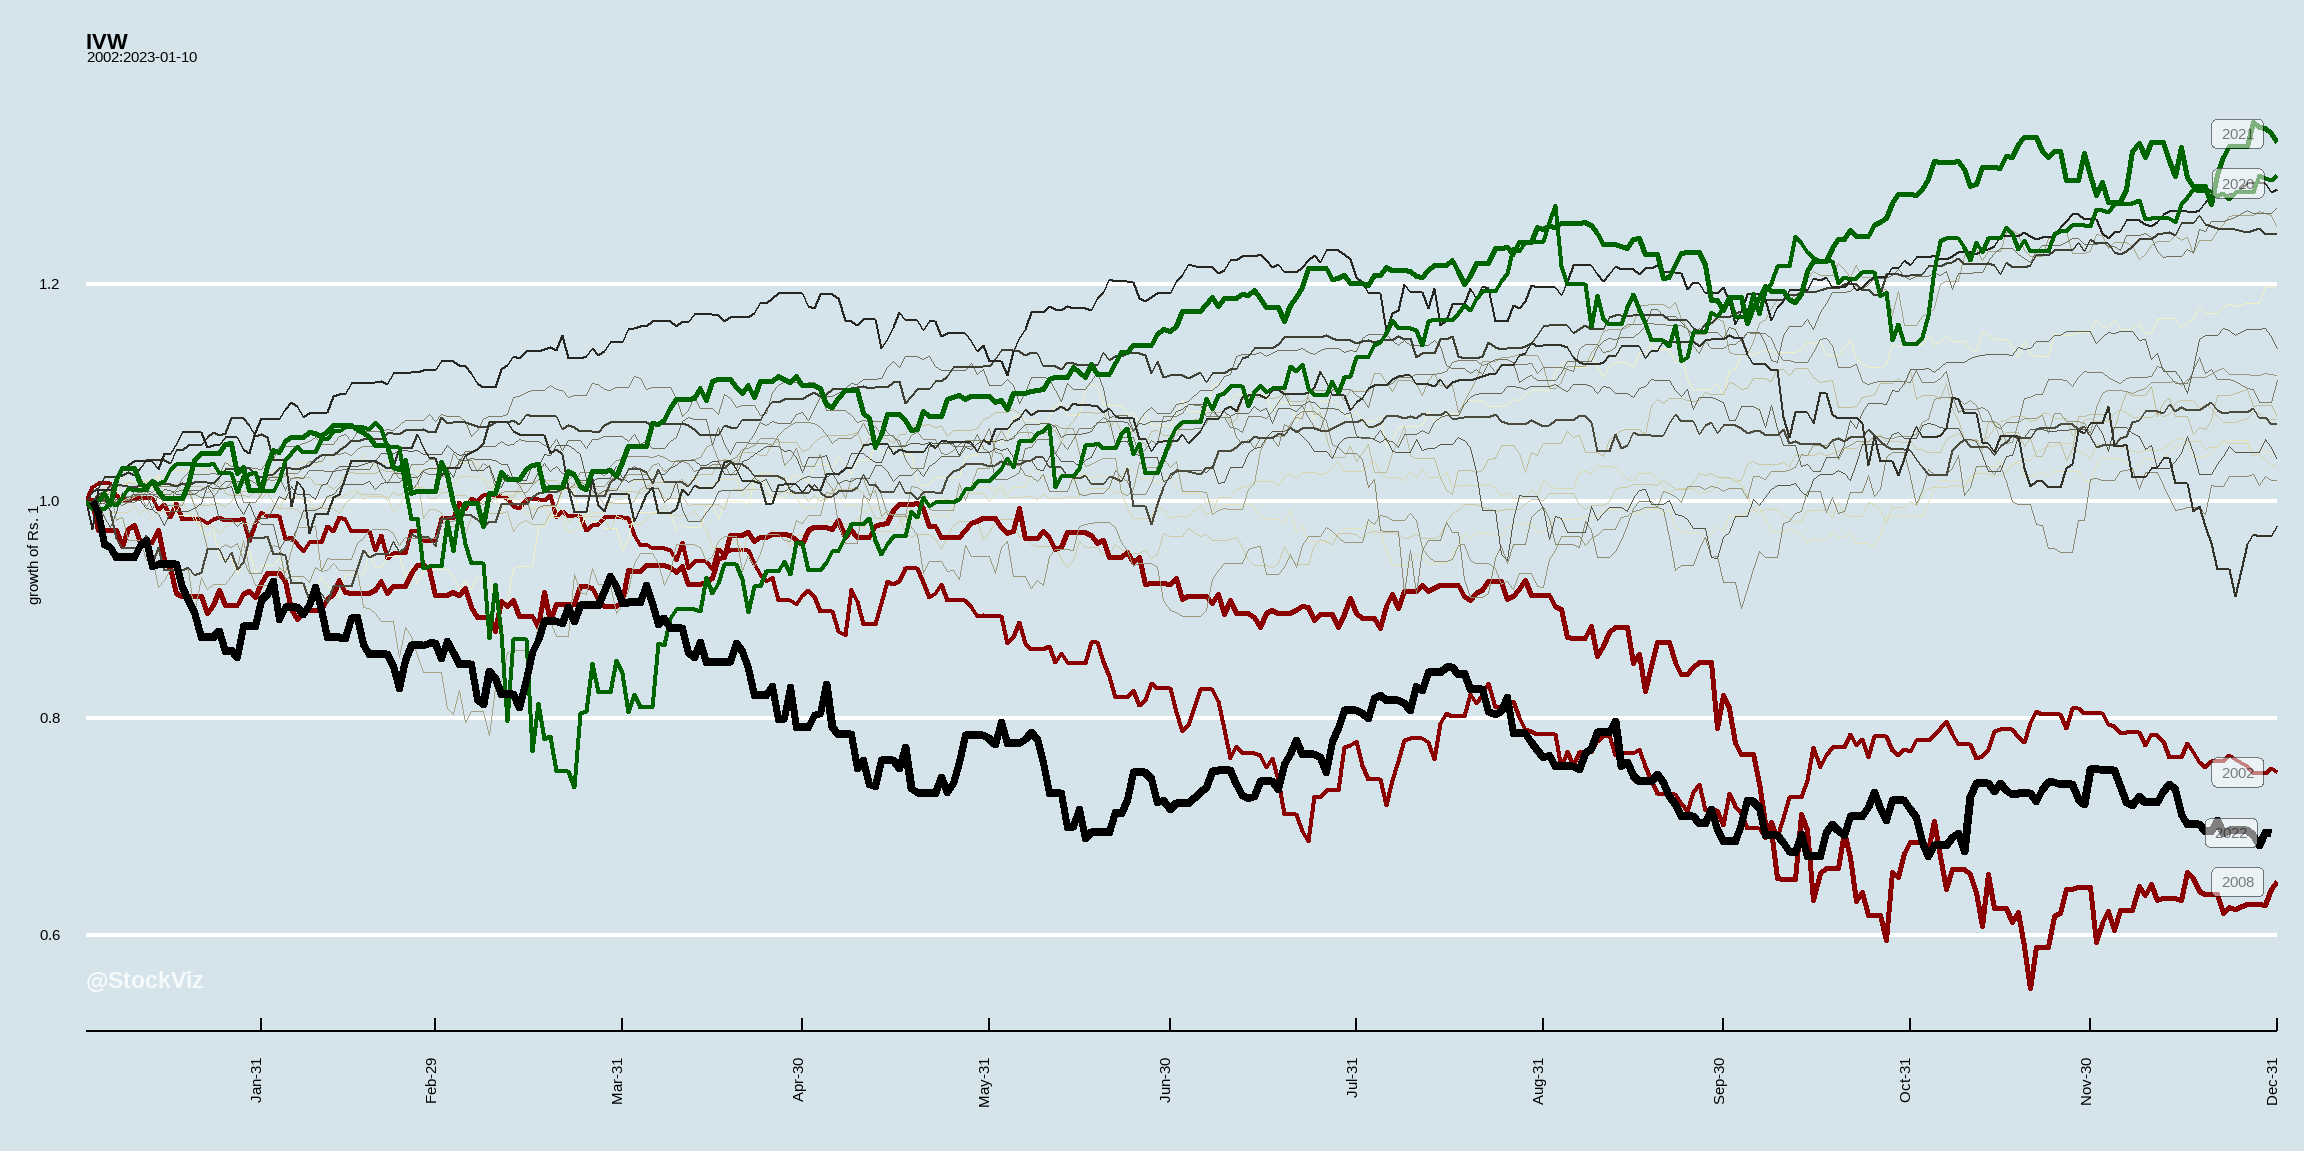 IVW
2002:2023-01-10
growth of Rs. 1
1.2
1.0
0.8
0.6
2021
2020
2002
2022
2008
@StockViz
Jan-31
Feb-29
Mar-31
Apr-30
May-31
Jun-30
Jul-31
Aug-31
Sep-30
Oct-31
Nov-30
Dec-31